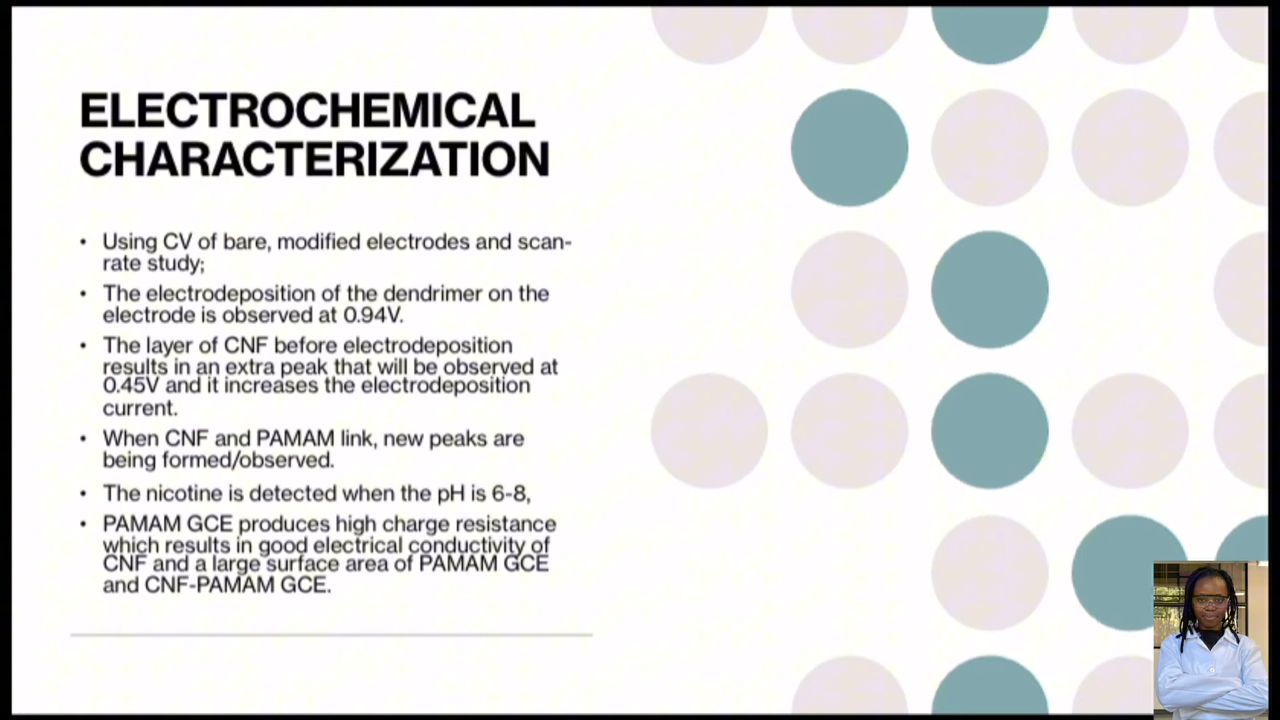 ELECTROCHEMICAL
CHARACTERIZATION
• Using CV of bare, modified electrodes and scan-
rate study;
• The electrodeposition of the dendrimer on the
electrode is observed at 0.94V.
• The layer of CNF before electrodeposition
results in an extra peak that will be observed at
0.45V and it increases the electrodeposition
current.
• When CNF and PAMAM link, new peaks are
being formed/observed.
• The nicotine is detected when the pH is 6-8,
• PAMAM GCE produces high charge resistance
which results in good electrical conductivity of
CNF and a large surface area of PAMAM GCE
and CNF-PAMAM GCE.